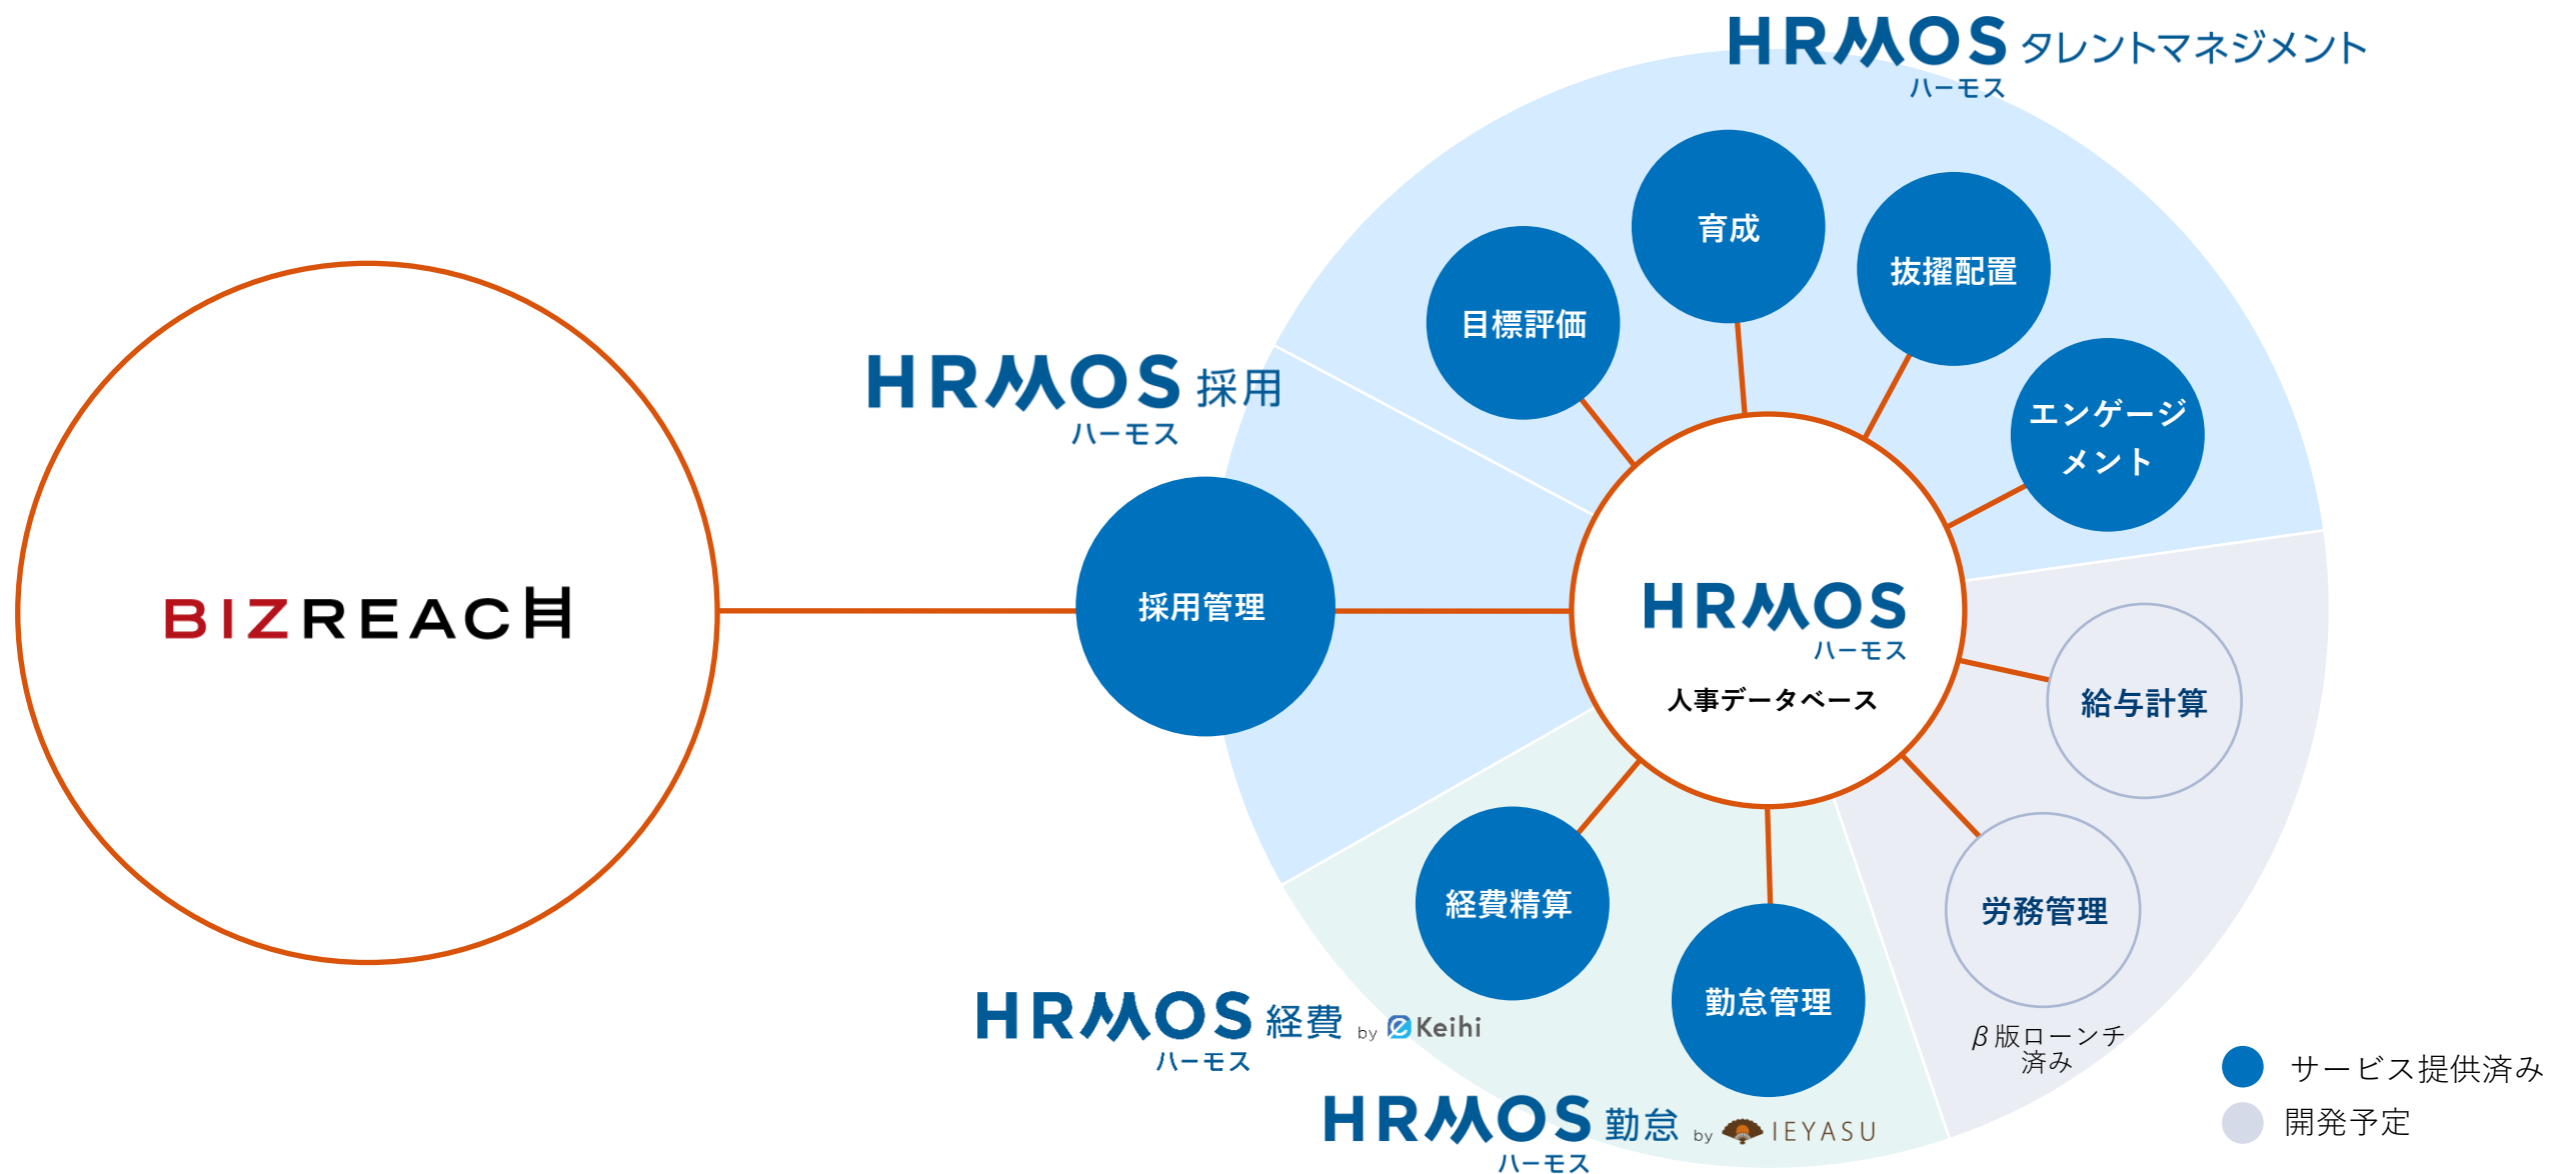 HRMOS タレントマネジメント
ハーモス
育成
抜擢配置
目標評価
エンゲージ
メント
HRMOS 採用
ハーモス
BIZREACH
採用管理
HRMOS
ハーモス
人事データベース
給与計算
労務管理
β版ローンチ
済み
経費精算
勤怠管理
HRMOS 経費 by eKeihi
ハーモス
HRMOS 勤怠 by IEYASU
ハーモス
サービス提供済み
開発予定